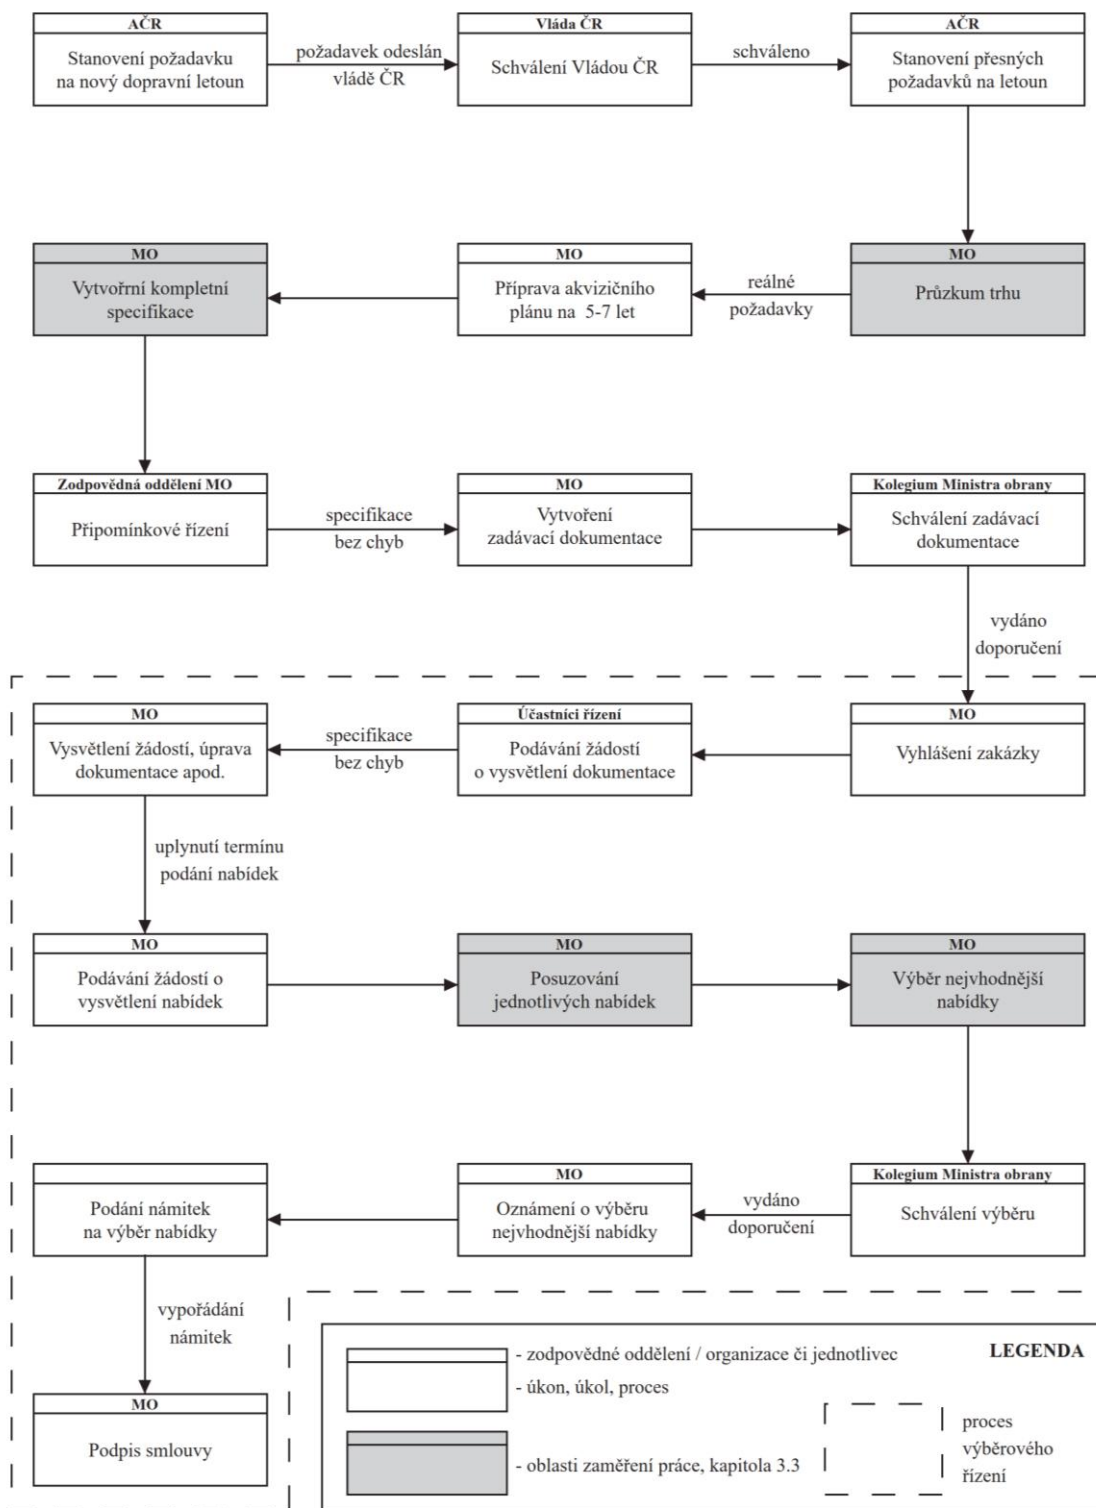 AČR
Stanovení požadavku
na nový dopravní letoun
požadavek odeslán
vládě ČR
Vláda ČR
Schválení Vládou ČR
schváleno
AČR
Stanovení přesných
požadavků na letoun
MO
Průzkum trhu
reálné
požadavky
MO
Příprava akvizičního
plánu na 5-7 let
MO
Vytvořrní kompletní
specifikace
Zodpovědná oddělení MO
Připomínkové řízení
specifikace
bez chyb
MO
Vytvoření
zadávací dokumentace
Kolegium Ministra obrany
Schválení zadávací
dokumentace
vydáno
doporučení
MO
Vyhlášení zakázky
Účastníci řízení
Podávání žádostí
o vysvětlení dokumentace
specifikace
bez chyb
MO
Vysvětlení žádostí, úprava
dokumentace apod.
uplynutí termínu
podání nabídek
MO
Podávání žádostí o
vysvětlení nabídek
MO
Posuzování
jednotlivých nabídek
MO
Výběr nejvhodnější
nabídky
Kolegium Ministra obrany
Schválení výběru
vydáno
doporučení
MO
Oznámení o výběru
nejvhodnější nabídky
Podání námitek
na výběr nabídky
vypořádání
námitek
MO
Podpis smlouvy
LEGENDA
- zodpovědné oddělení / organizace či jednotlivec
- úkon, úkol, proces
- oblasti zaměření práce, kapitola 3.3
proces
výběrového
řízení